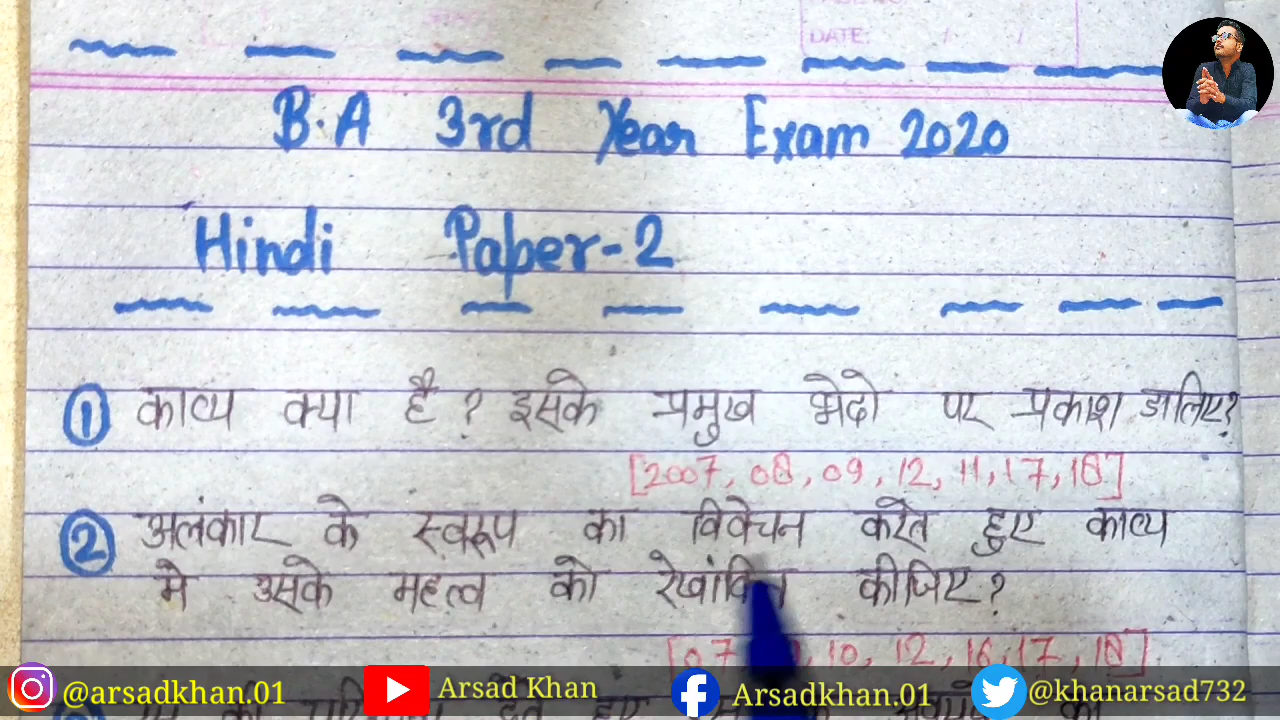 DATE: / /
B.A 3rd Year Exam 2020
Hindi Paper-2
① काव्य क्या है? इसके प्रमुख भेदो पर प्रकाश डालिए?
[2007, 08, 09, 12, 11, 17, 18]
② अलंकार के स्वरूप का विवेचन करते हुए काव्य
मे उसके महत्व को रेखांकित कीजिए?
[07, 10, 12, 16, 17, 18]
देते हुए
@arsadkhan.01 Arsad Khan Arsadkhan.01 @khanarsad732